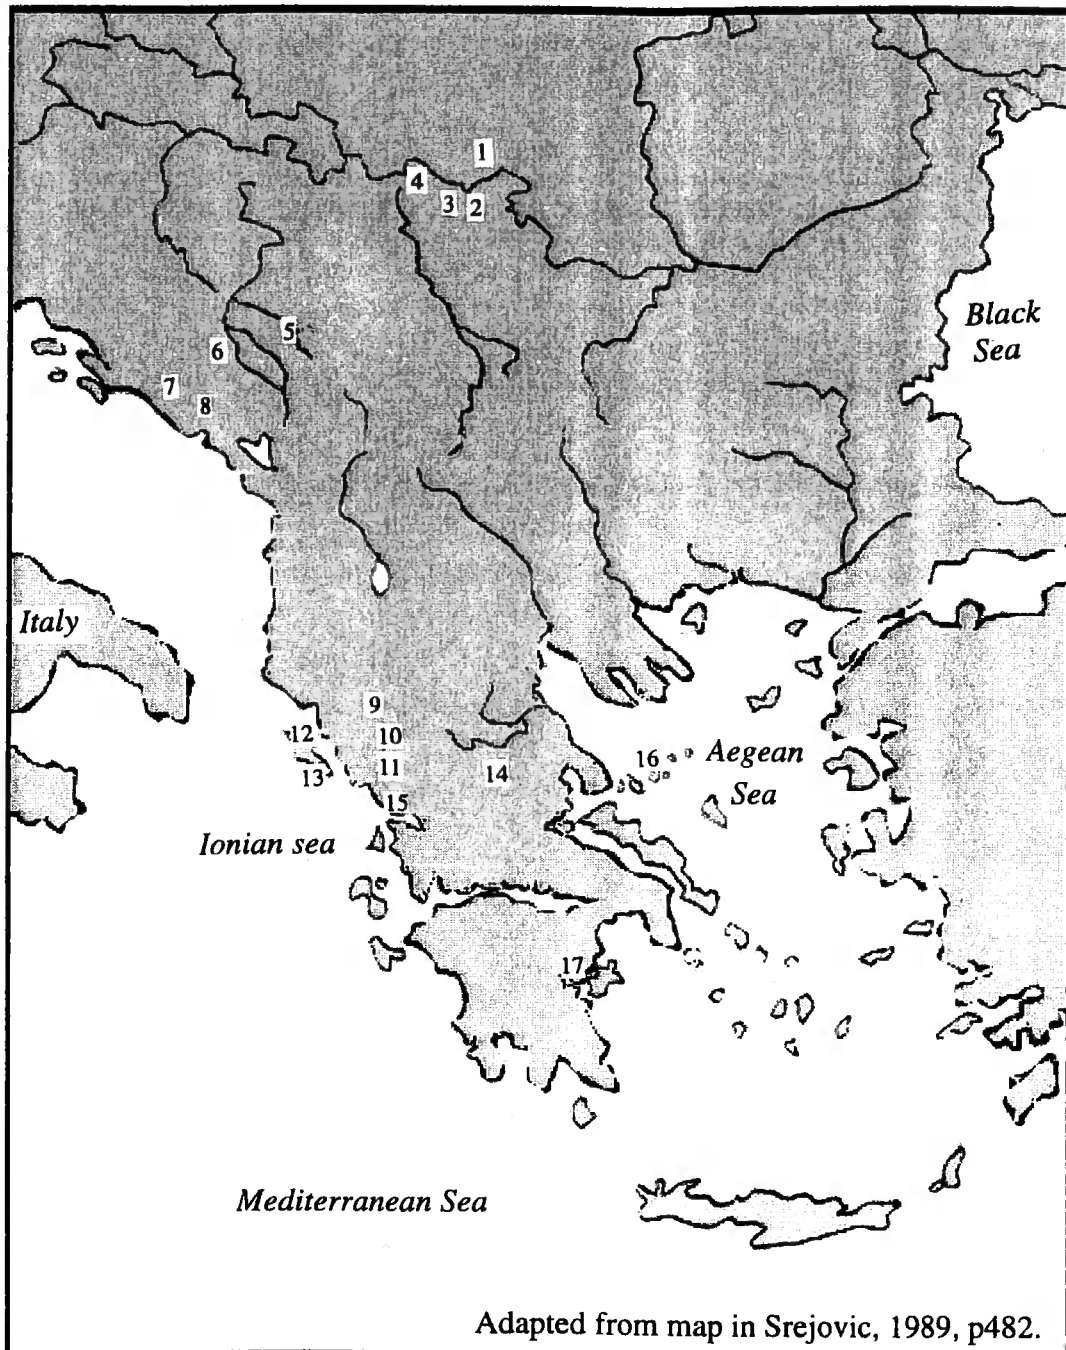 1
4
3
2
Black
Sea
5
6
7
8
Italy
9
12
10
16
Aegean
Sea
11
13
14
15
Ionian sea
17
Mediterranean Sea
Adapted from map in Srejovic, 1989, p482.